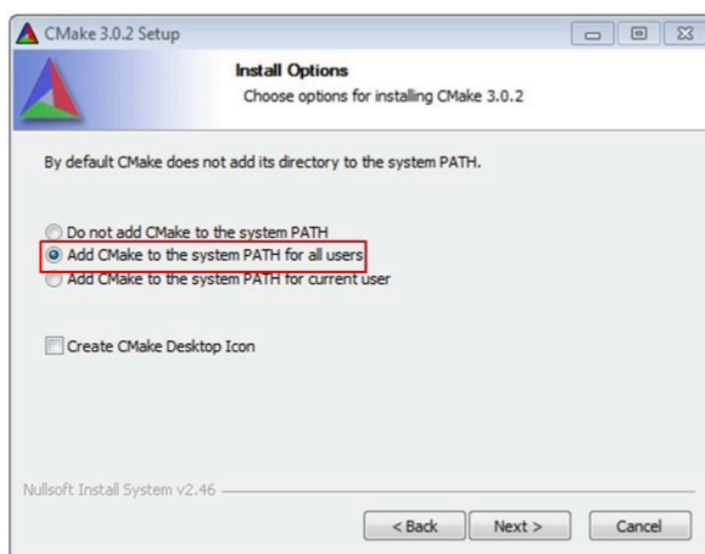 CMake 3.0.2 Setup
Install Options
Choose options for installing CMake 3.0.2
By default CMake does not add its directory to the system PATH.
Do not add CMake to the system PATH
Add CMake to the system PATH for all users
Add CMake to the system PATH for current user
Create CMake Desktop Icon
Nullsoft Install System v2.46
< Back Next > Cancel